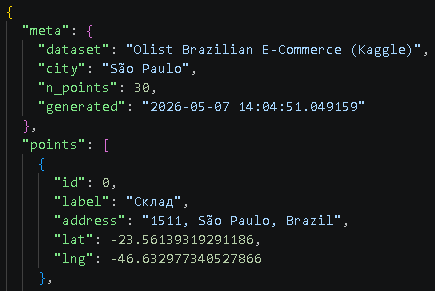 {
"meta": {
"dataset": "Olist Brazilian E-Commerce (Kaggle)",
"city": "São Paulo",
"n_points": 30,
"generated": "2026-05-07 14:04:51.049159"
},
"points": [
{
"id": 0,
"label": "Склад",
"address": "1511, São Paulo, Brazil",
"lat": -23.56139319291186,
"lng": -46.632977340527866
},